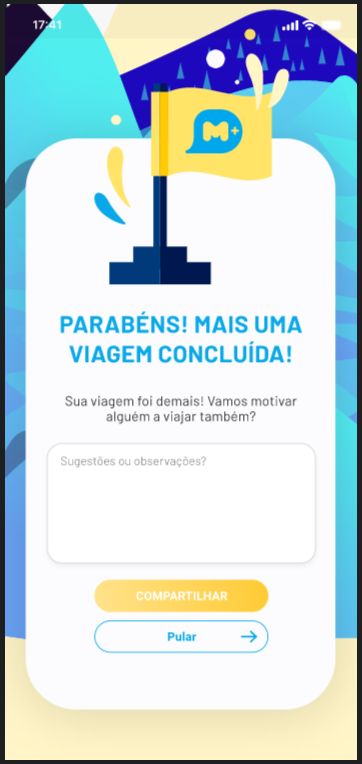 17:41
M+
PARABÉNS! MAIS UMA
VIAGEM CONCLUÍDA!
Sua viagem foi demais! Vamos motivar
alguém a viajar também?
Sugestões ou observações?
COMPARTILHAR
Pular